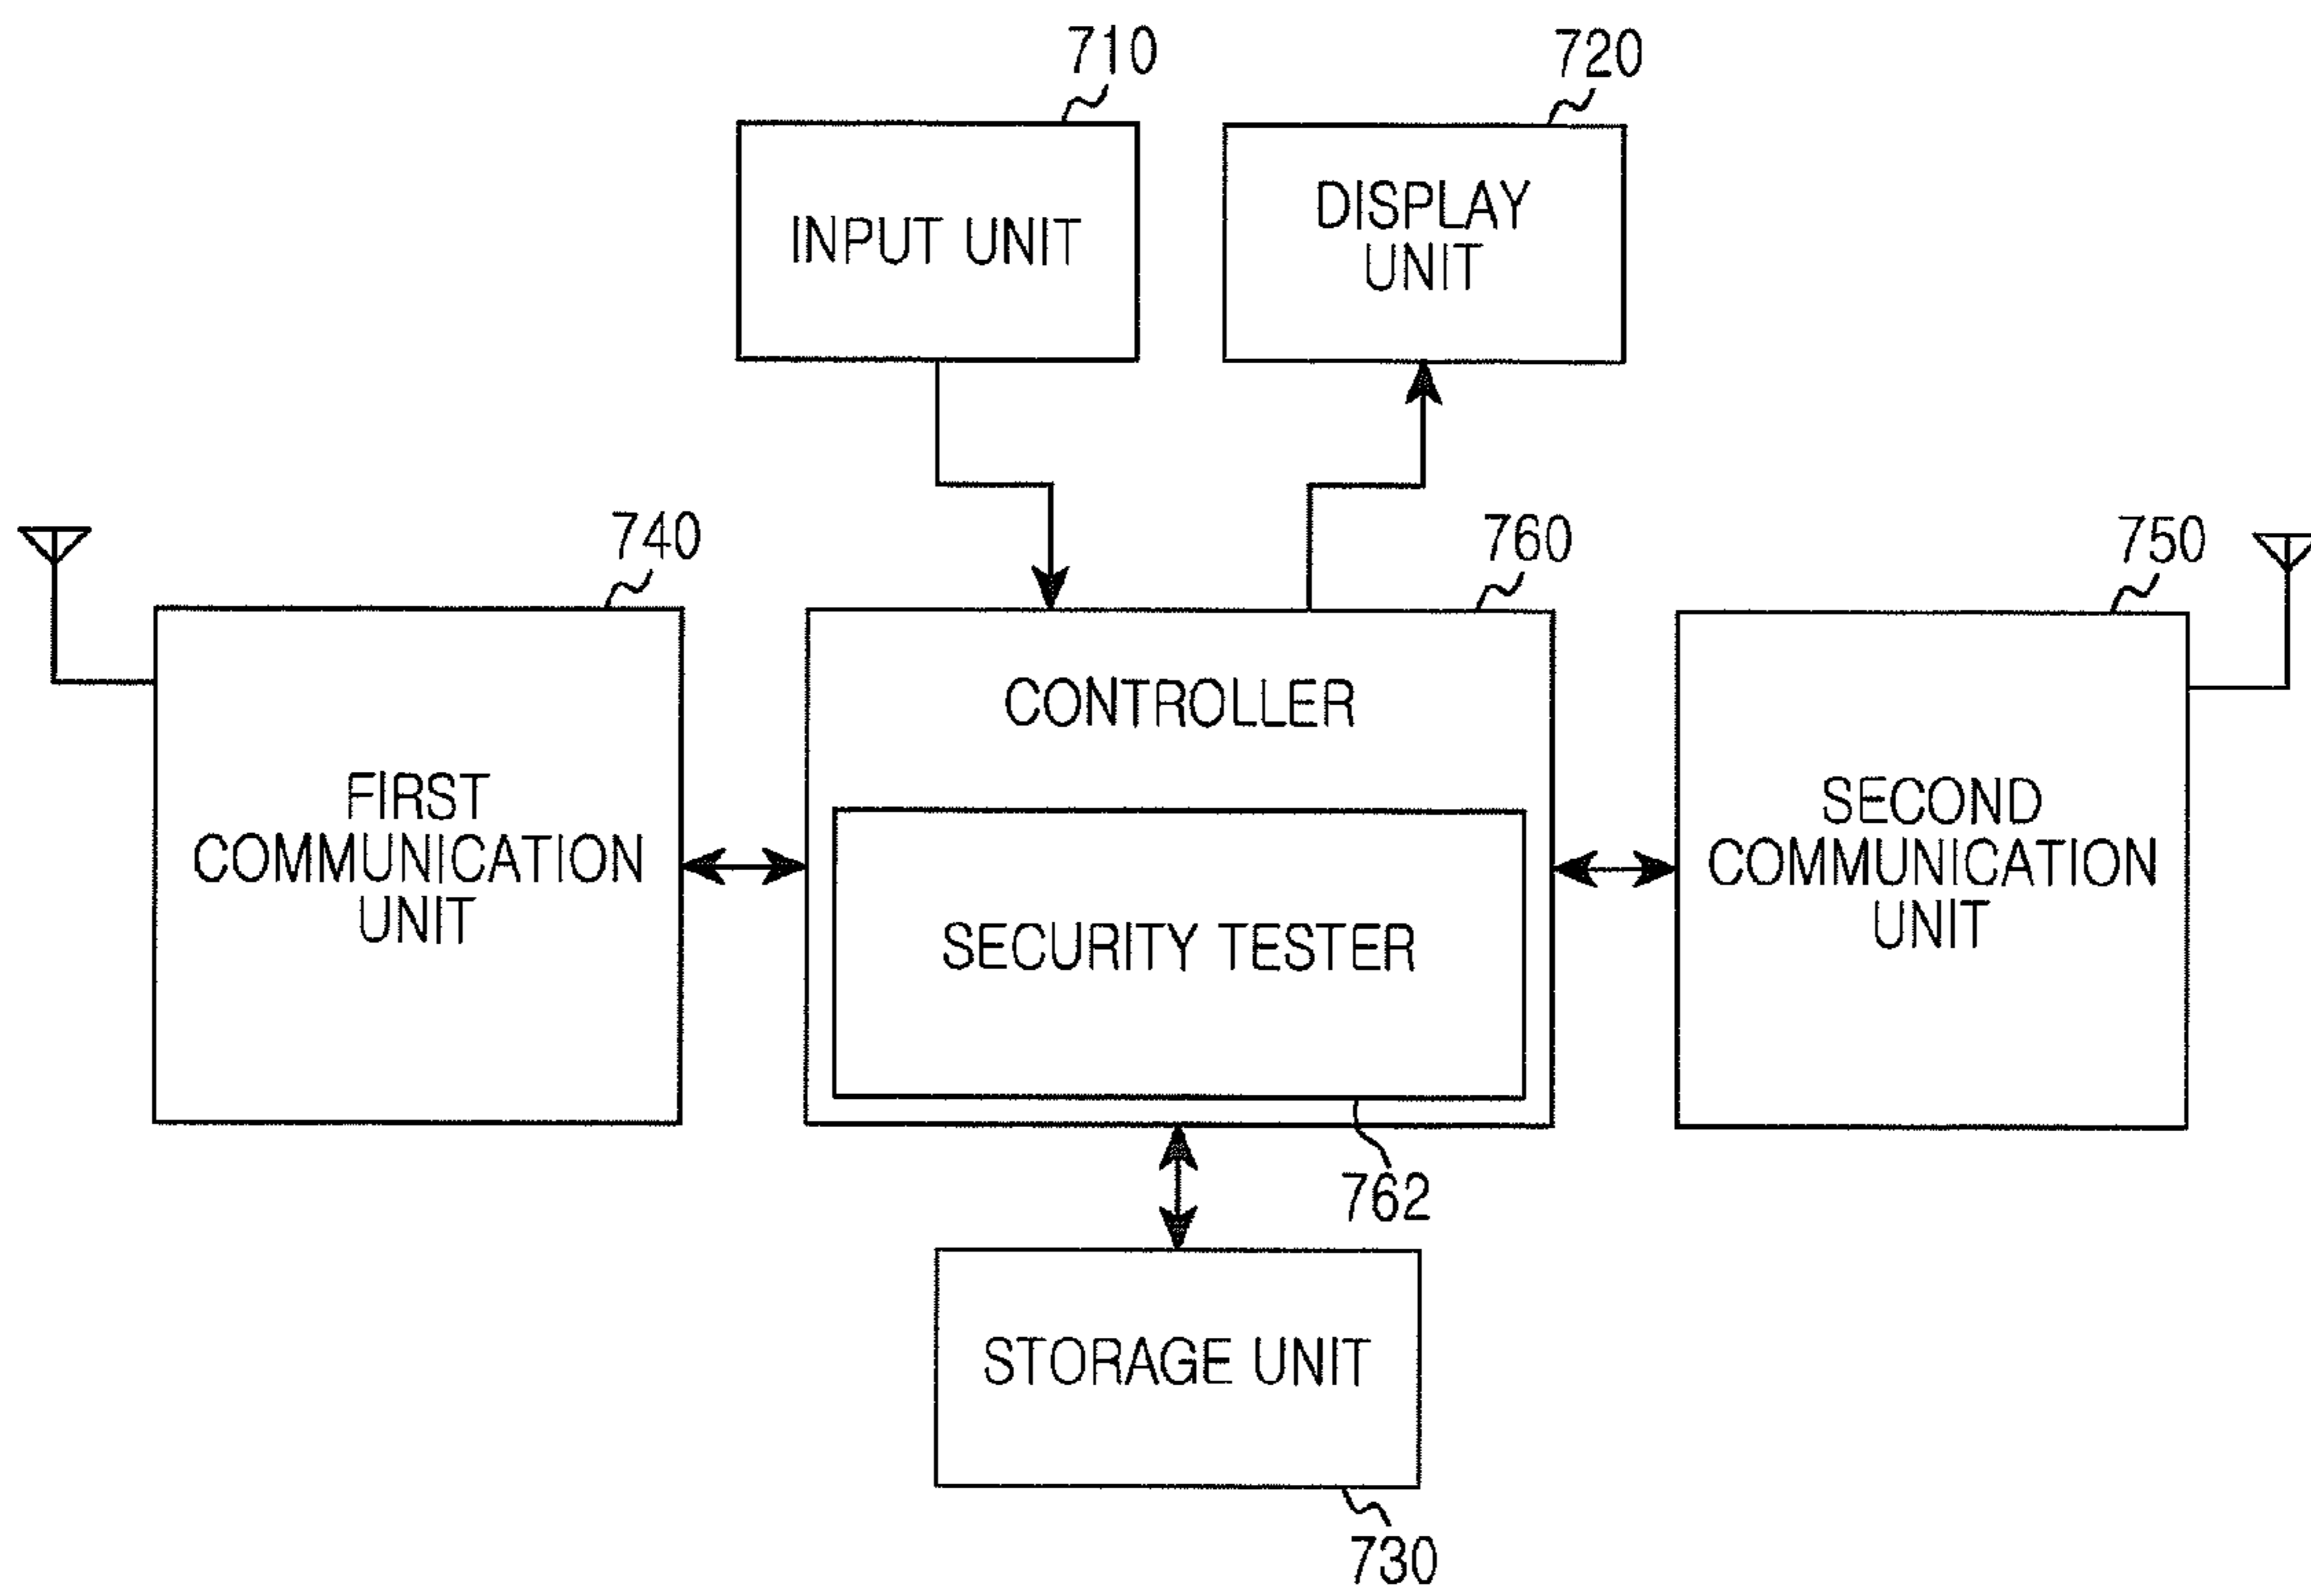 710
720
INPUT UNIT
DISPLAY
UNIT
740
760
750
CONTROLLER
FIRST
COMMUNICATION
UNIT
SECOND
COMMUNICATION
UNIT
SECURITY TESTER
762
STORAGE UNIT
730